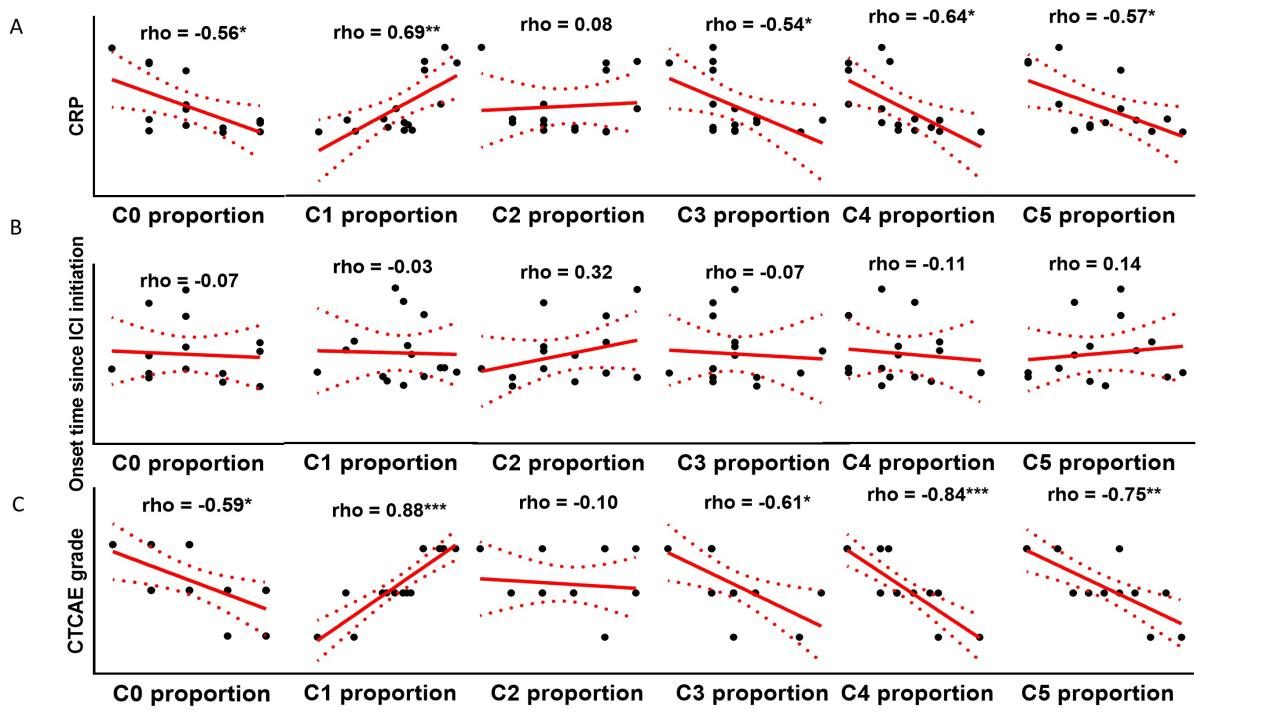 A
rho = -0.56*
rho = 0.69**
rho = 0.08
rho = -0.54*
rho = -0.64*
rho = -0.57*
CRP
C0 proportion
C1 proportion
C2 proportion
C3 proportion
C4 proportion
C5 proportion
B
rho = -0.07
rho = -0.03
rho = 0.32
rho = -0.07
rho = -0.11
rho = 0.14
Onset time since ICI initiation
C0 proportion
C1 proportion
C2 proportion
C3 proportion
C4 proportion
C5 proportion
C
rho = -0.59*
rho = 0.88***
rho = -0.10
rho = -0.61*
rho = -0.84***
rho = -0.75**
CTCAE grade
C0 proportion
C1 proportion
C2 proportion
C3 proportion
C4 proportion
C5 proportion